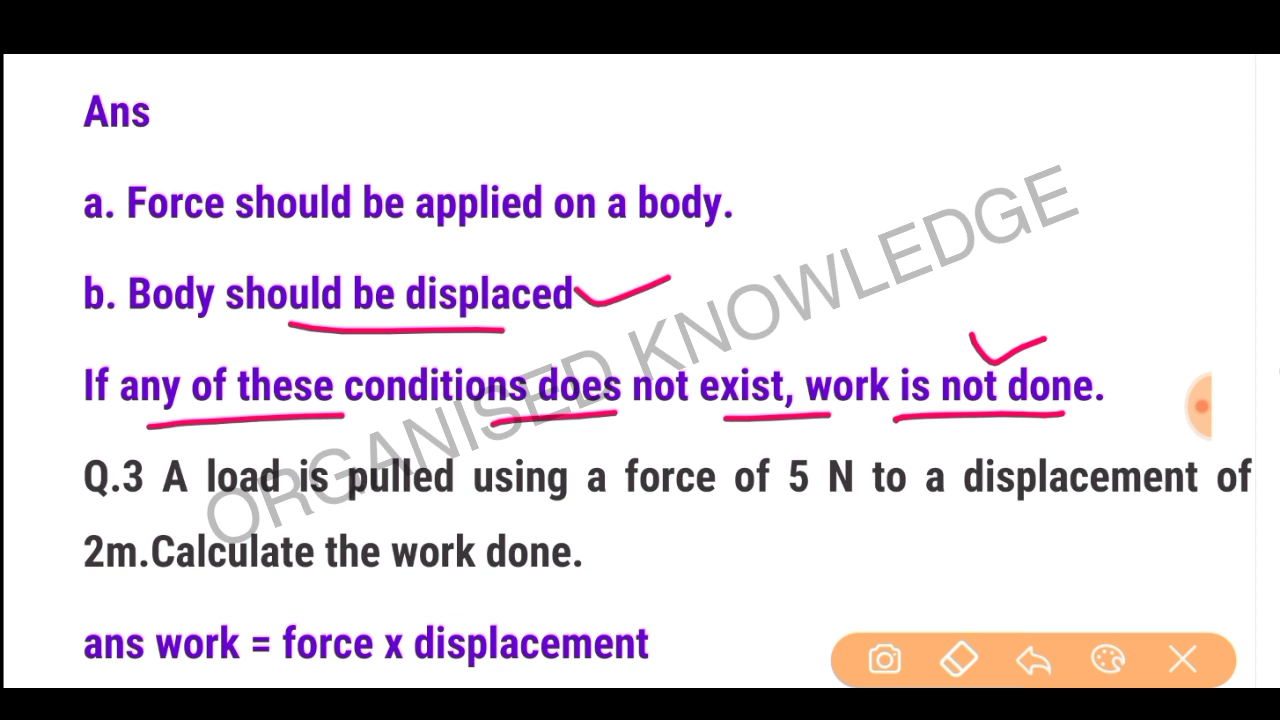 Ans
a. Force should be applied on a body.
b. Body should be displaced
If any of these conditions does not exist, work is not done.
Q.3 A load is pulled using a force of 5 N to a displacement of
2m.Calculate the work done.
ans work = force x displacement
ORGANISED KNOWLEDGE